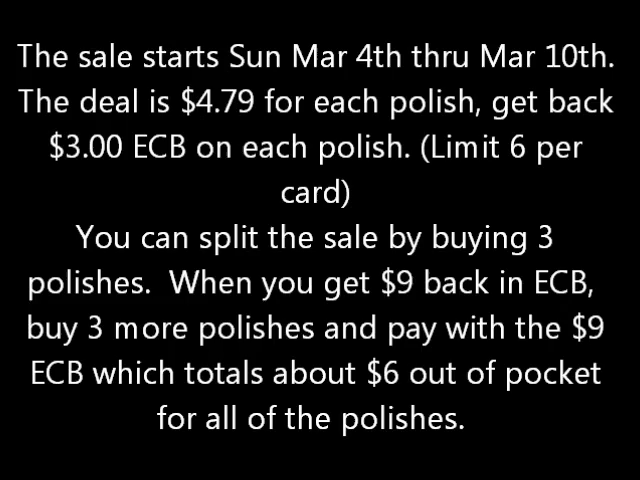 The sale starts Sun Mar 4th thru Mar 10th.
The deal is $4.79 for each polish, get back
$3.00 ECB on each polish. (Limit 6 per
card)
You can split the sale by buying 3
polishes.  When you get $9 back in ECB,
buy 3 more polishes and pay with the $9
ECB which totals about $6 out of pocket
for all of the polishes.